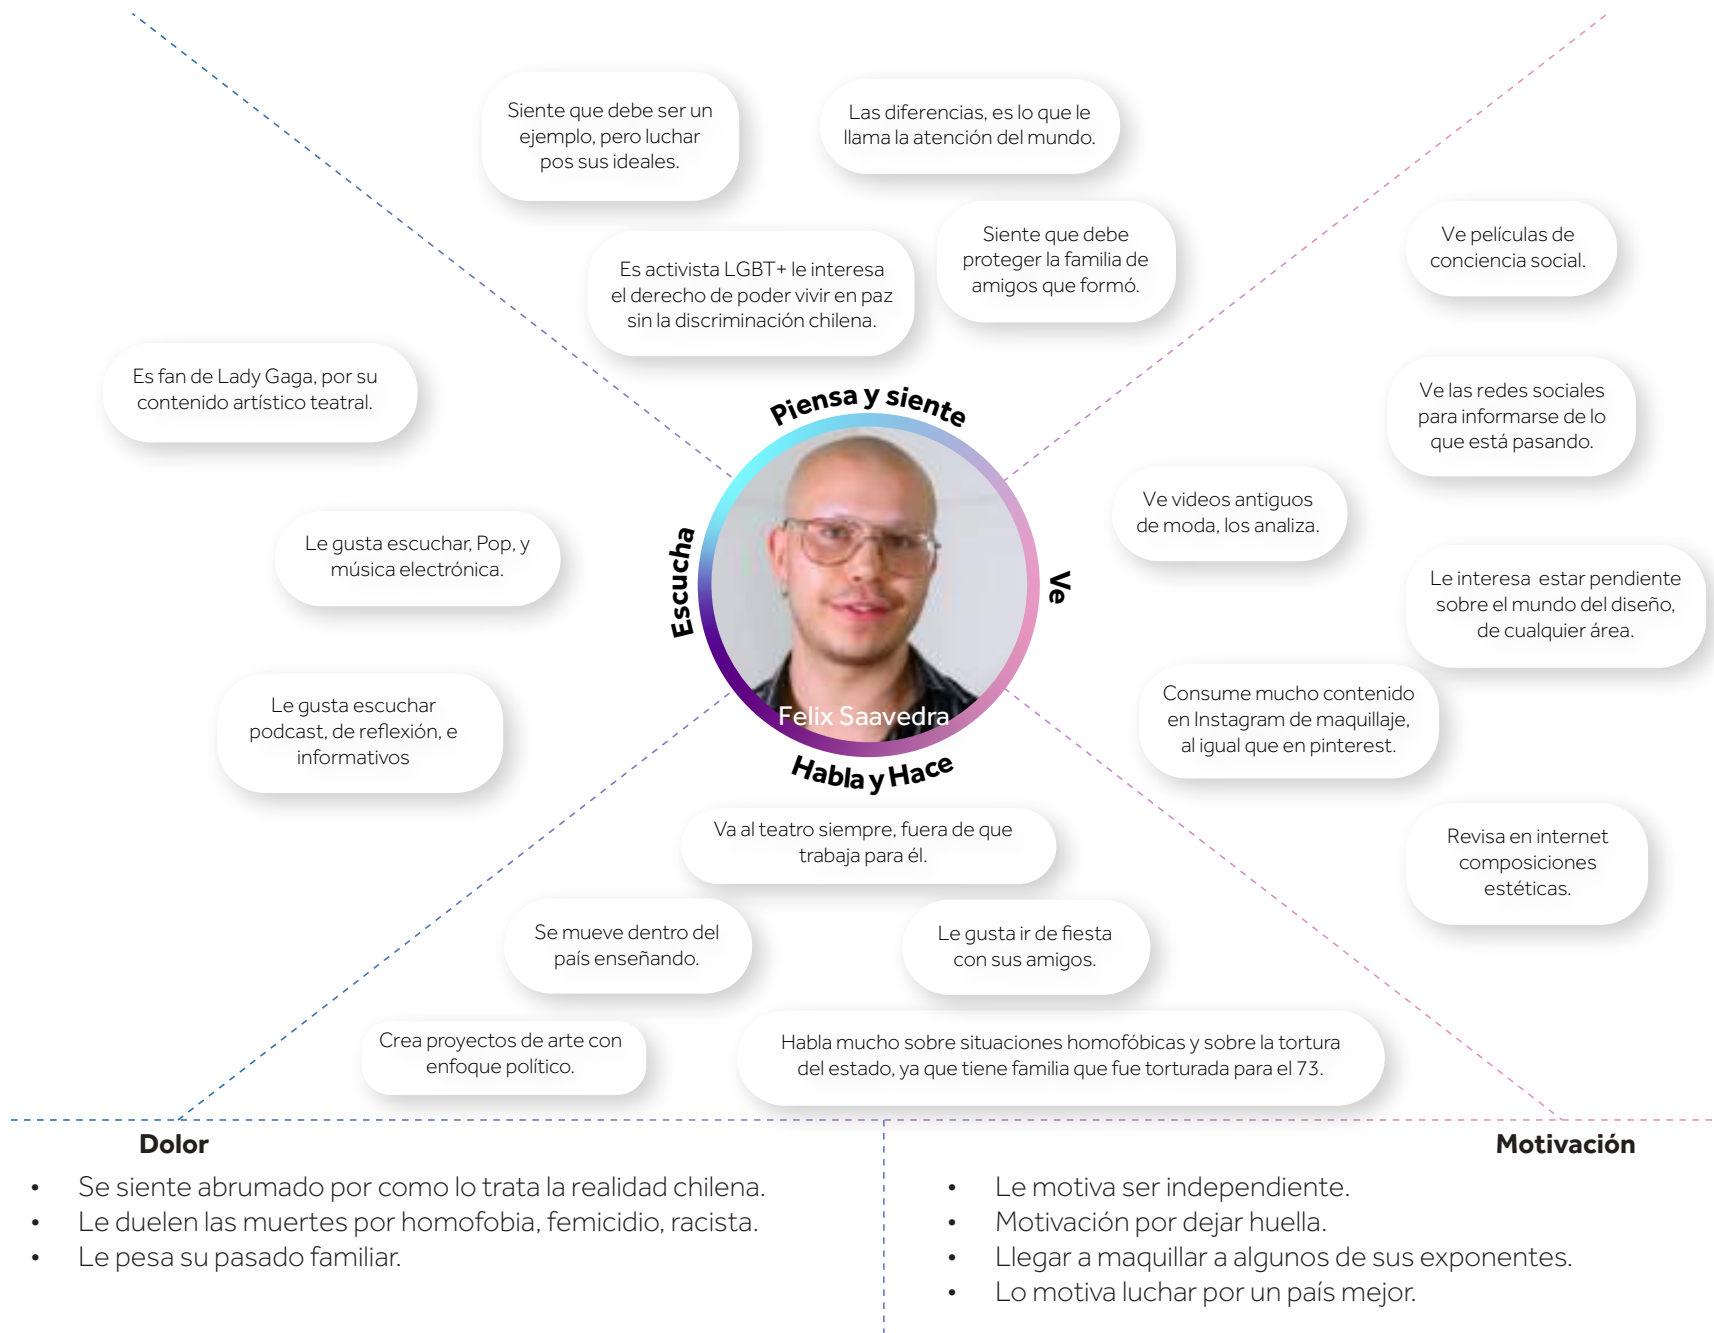 Siente que debe ser un
ejemplo, pero luchar
pos sus ideales.
Las diferencias, es lo que le
llama la atención del mundo.
Es activista LGBT+ le interesa
el derecho de poder vivir en paz
sin la discriminación chilena.
Siente que debe
proteger la familia de
amigos que formó.
Piensa y siente
Es fan de Lady Gaga, por su
contenido artístico teatral.
Le gusta escuchar, Pop, y
música electrónica.
Le gusta escuchar
podcast, de reflexión, e
informativos
Escucha
Felix Saavedra
Ve
Ve películas de
conciencia social.
Ve las redes sociales
para informarse de lo
que está pasando.
Ve videos antiguos
de moda, los analiza.
Le interesa  estar pendiente
sobre el mundo del diseño,
de cualquier área.
Consume mucho contenido
en Instagram de maquillaje,
al igual que en pinterest.
Revisa en internet
composiciones
estéticas.
Habla y Hace
Va al teatro siempre, fuera de que
trabaja para él.
Se mueve dentro del
país enseñando.
Le gusta ir de fiesta
con sus amigos.
Crea proyectos de arte con
enfoque político.
Habla mucho sobre situaciones homofóbicas y sobre la tortura
del estado, ya que tiene familia que fue torturada para el 73.
Dolor
• Se siente abrumado por como lo trata la realidad chilena.
• Le duelen las muertes por homofobia, femicidio, racista.
• Le pesa su pasado familiar.
Motivación
• Le motiva ser independiente.
• Motivación por dejar huella.
• Llegar a maquillar a algunos de sus exponentes.
• Lo motiva luchar por un país mejor.